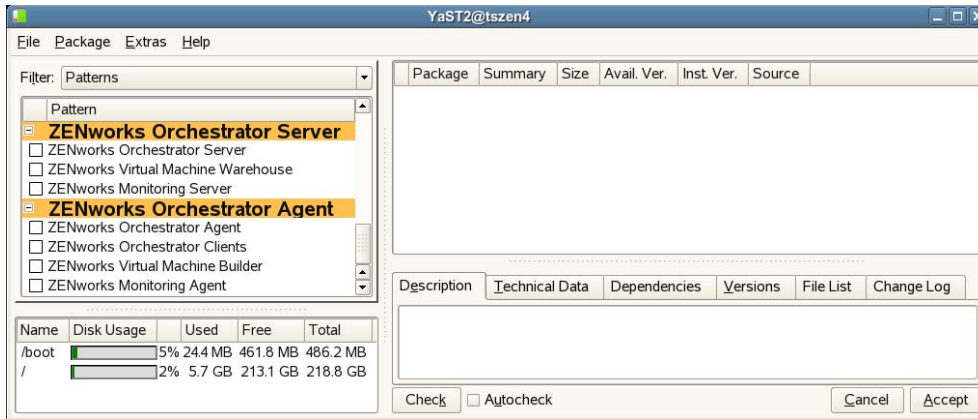 YaST2@tszen4
File Package Extras Help
Filter: Patterns
Pattern
ZENworks Orchestrator Server
ZENworks Orchestrator Server
ZENworks Virtual Machine Warehouse
ZENworks Monitoring Server
ZENworks Orchestrator Agent
ZENworks Orchestrator Agent
ZENworks Orchestrator Clients
ZENworks Virtual Machine Builder
ZENworks Monitoring Agent
Name Disk Usage Used Free Total
/boot 5% 24.4 MB 461.8 MB 486.2 MB
/ 2% 5.7 GB 213.1 GB 218.8 GB
Package Summary Size Avail. Ver. Inst. Ver. Source
Description Technical Data Dependencies Versions File List Change Log
Check Autocheck Cancel Accept